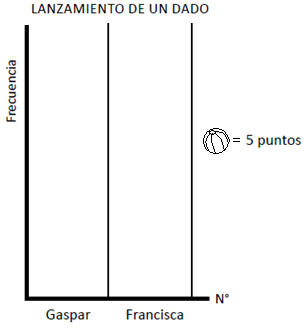 LANZAMIENTO DE UN DADO
Frecuencia
= 5 puntos
N°
Gaspar
Francisca